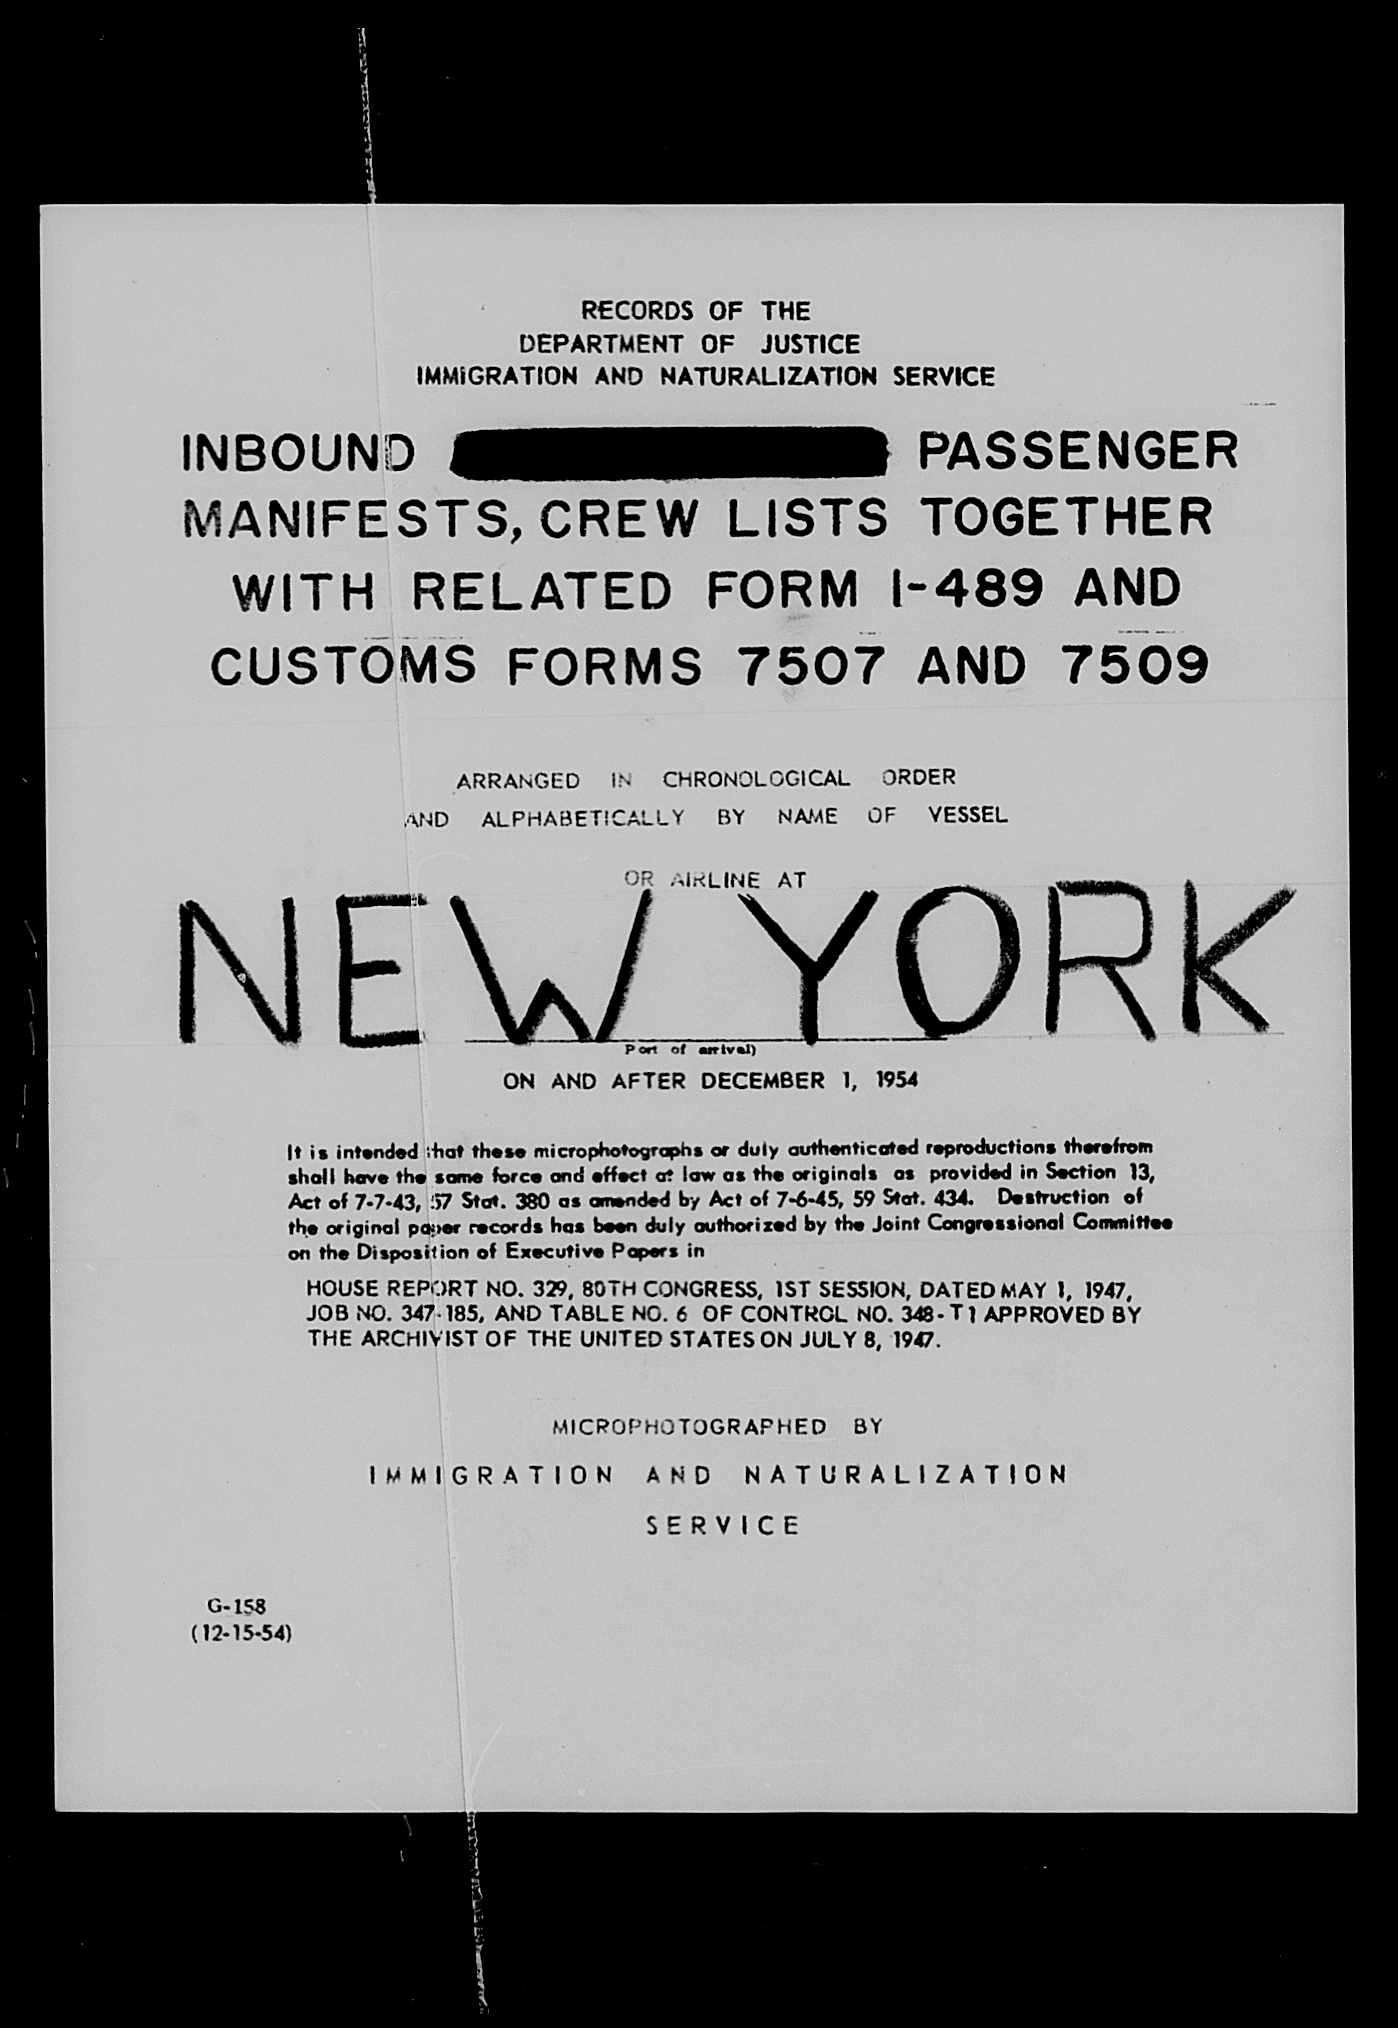 RECORDS OF THE
DEPARTMENT OF JUSTICE
IMMIGRATION AND NATURALIZATION SERVICE
INBOUND PASSENGER
MANIFESTS, CREW LISTS TOGETHER
WITH RELATED FORM I-489 AND
CUSTOMS FORMS 7507 AND 7509
ARRANGED IN CHRONOLOGICAL ORDER
AND ALPHABETICALLY BY NAME OF VESSEL
OR AIRLINE AT
NEW YORK
Port of arrival)
ON AND AFTER DECEMBER 1, 1954
It is intended that these microphotographs or duly authenticated reproductions therefrom
shall have the same force and effect at law as the originals as provided in Section 13,
Act of 7-7-43, 57 Stat. 380 as amended by Act of 7-6-45, 59 Stat. 434. Destruction of
the original paper records has been duly authorized by the Joint Congressional Committee
on the Disposition of Executive Papers in
HOUSE REPORT NO. 329, 80TH CONGRESS, 1ST SESSION, DATED MAY 1, 1947,
JOB NO. 347-185, AND TABLE NO. 6 OF CONTROL NO. 348-T1 APPROVED BY
THE ARCHIVIST OF THE UNITED STATES ON JULY 8, 1947.
MICROPHOTOGRAPHED BY
IMMIGRATION AND NATURALIZATION
SERVICE
G-158
(12-15-54)